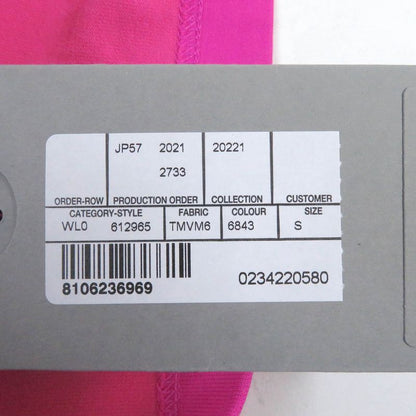 JP57 2021 20221
2733
ORDER-ROW PRODUCTION ORDER COLLECTION CUSTOMER
CATEGORY-STYLE FABRIC COLOUR SIZE
WL0 612965 TMVM6 6843 S
8106236969 0234220580